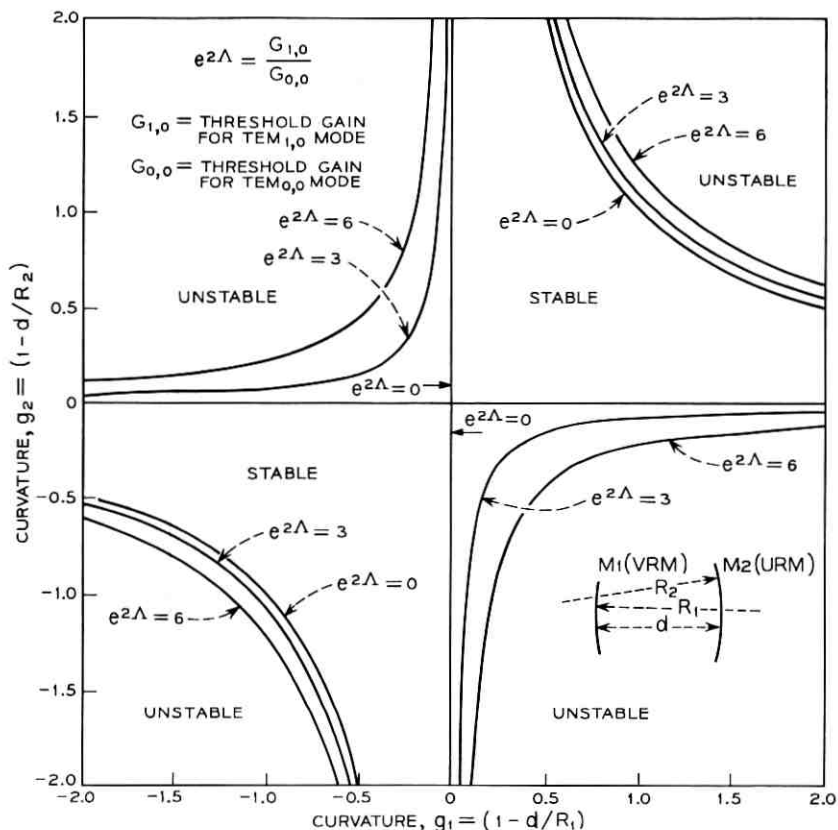 2.0
1.5
1.0
0.5
0
-0.5
-1.0
-1.5
-2.0
CURVATURE, g₂ = (1-d/R₂)
e²Λ = G₁,₀ / G₀,₀
G₁,₀ = THRESHOLD GAIN
FOR TEM₁,₀ MODE
G₀,₀ = THRESHOLD GAIN
FOR TEM₀,₀ MODE
e²Λ = 6
e²Λ = 3
UNSTABLE
e²Λ = 0
e²Λ = 3
e²Λ = 6
UNSTABLE
e²Λ = 0
STABLE
STABLE
e²Λ = 3
e²Λ = 0
e²Λ = 6
UNSTABLE
e²Λ = 0
e²Λ = 6
e²Λ = 3
M1(VRM) M2(URM)
R₂
R₁
d
UNSTABLE
-2.0 -1.5 -1.0 -0.5 0 0.5 1.0 1.5 2.0
CURVATURE, g₁ = (1-d/R₁)